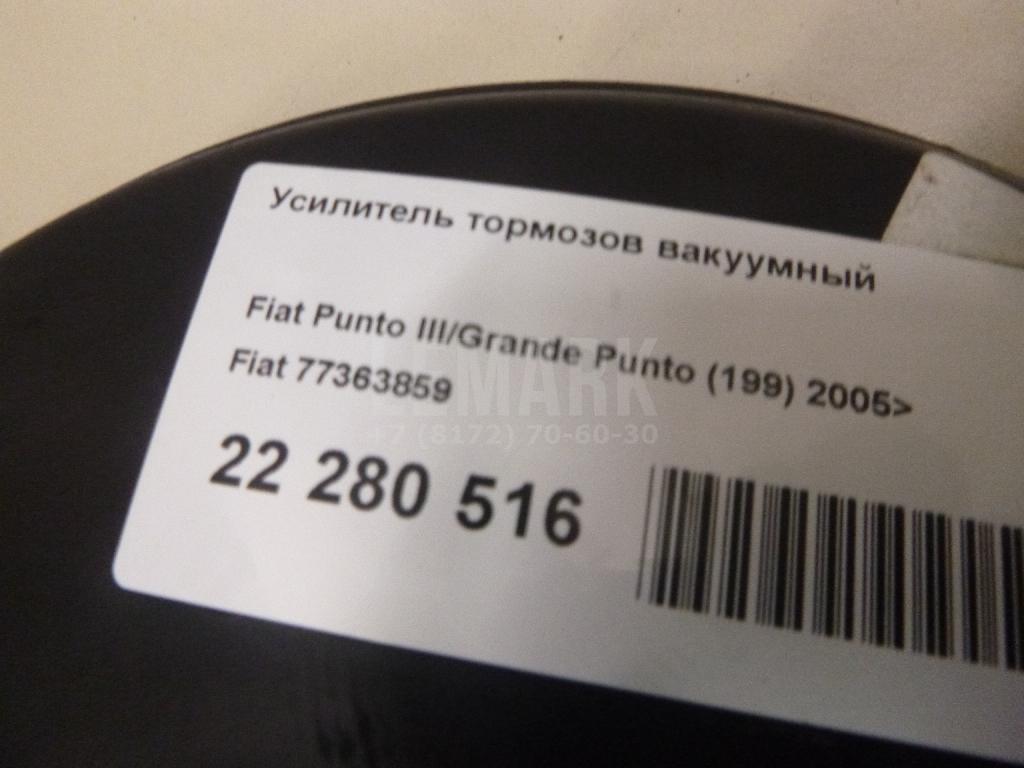 Усилитель тормозов вакуумный
Fiat Punto III/Grande Punto (199) 2005>
Fiat 77363859
LEMARK
+7 (8172) 70-60-30
22 280 516